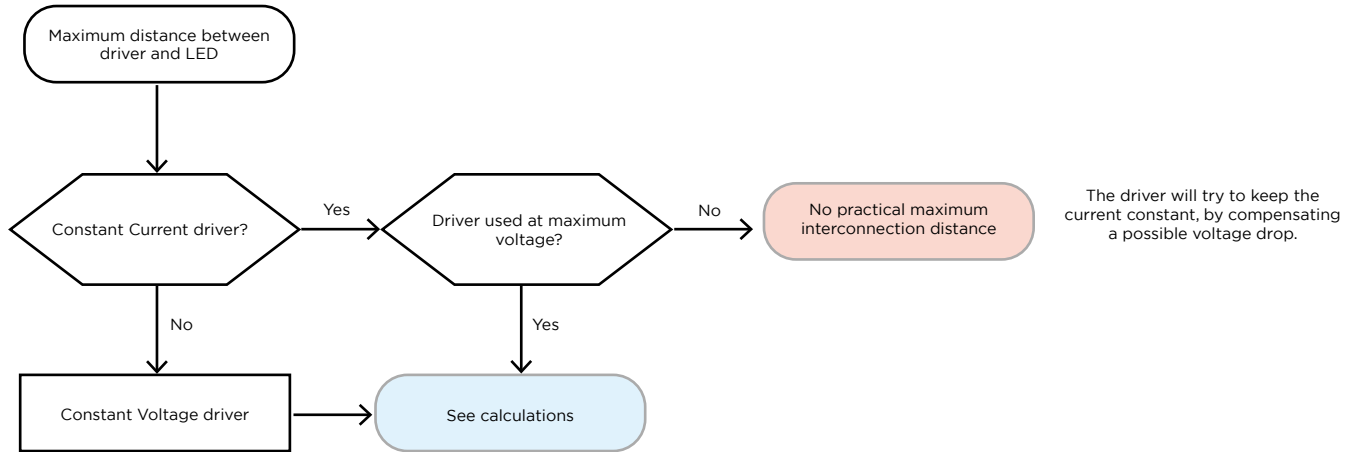 Maximum distance between
driver and LED
Constant Current driver?
Yes
Driver used at maximum
voltage?
No
No practical maximum
interconnection distance
The driver will try to keep the
current constant, by compensating
a possible voltage drop.
No
Yes
Constant Voltage driver
See calculations